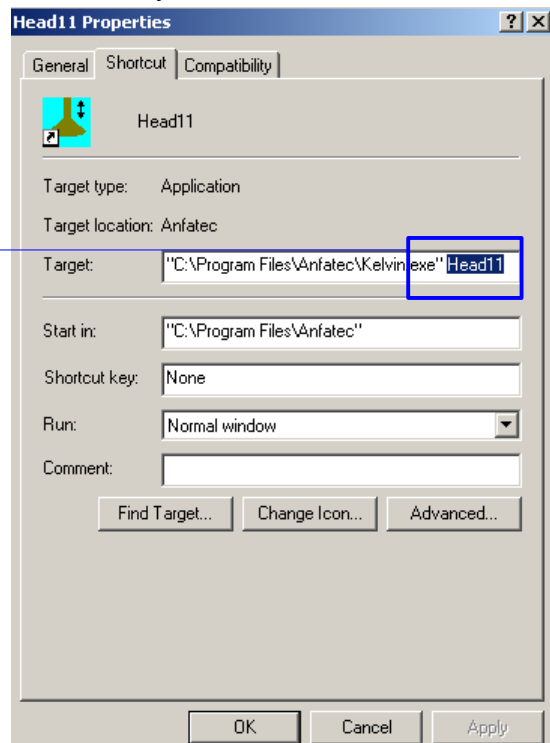 Head11 Properties
General Shortcut Compatibility
Head11
Target type: Application
Target location: Anfatec
Target: "C:\Program Files\Anfatec\Kelvin.exe" Head11
Start in: "C:\Program Files\Anfatec"
Shortcut key: None
Run: Normal window
Comment:
Find Target... Change Icon... Advanced...
OK Cancel Apply